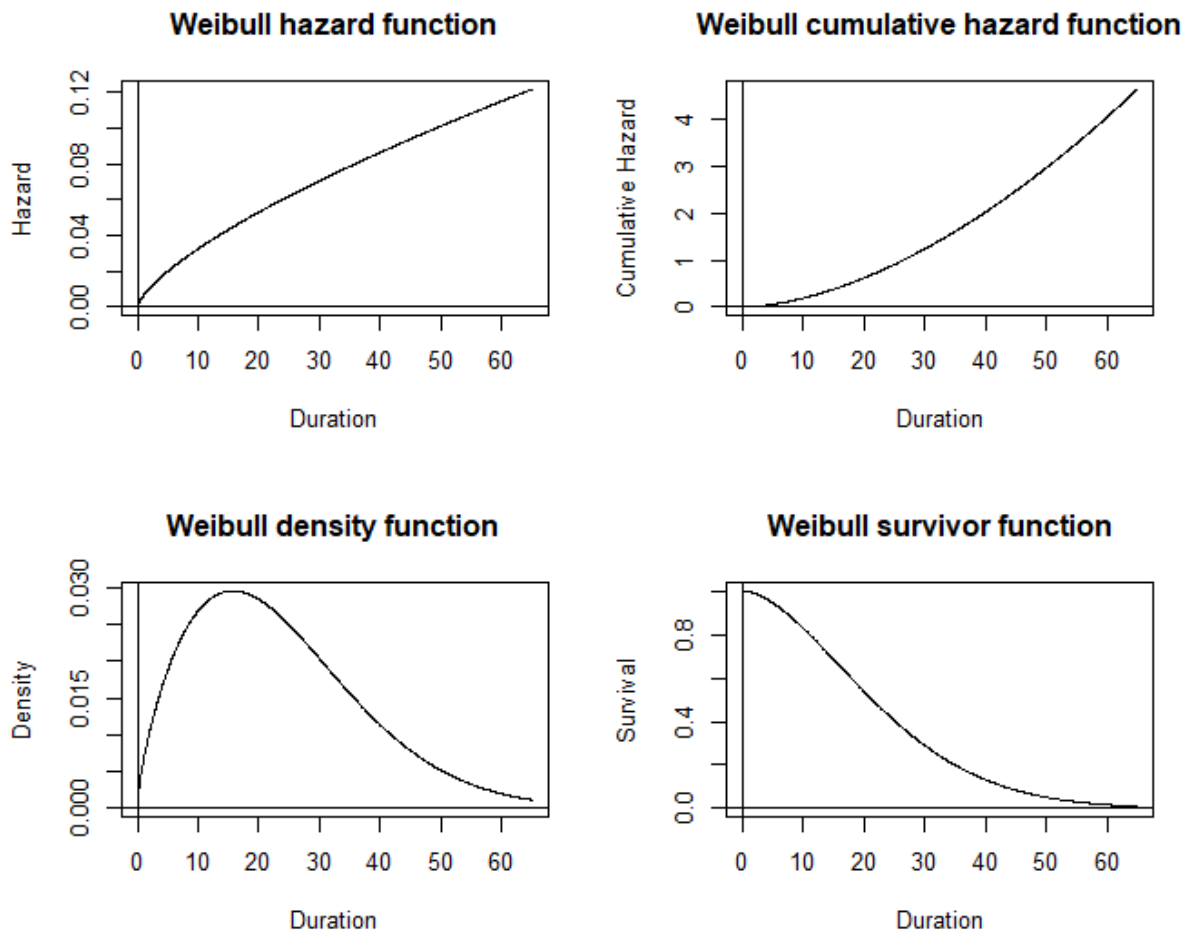 Weibull hazard function
Hazard
0.00 0.04 0.08 0.12
0 10 20 30 40 50 60
Duration
Weibull cumulative hazard function
Cumulative Hazard
0 1 2 3 4
0 10 20 30 40 50 60
Duration
Weibull density function
Density
0.000 0.015 0.030
0 10 20 30 40 50 60
Duration
Weibull survivor function
Survival
0.0 0.4 0.8
0 10 20 30 40 50 60
Duration